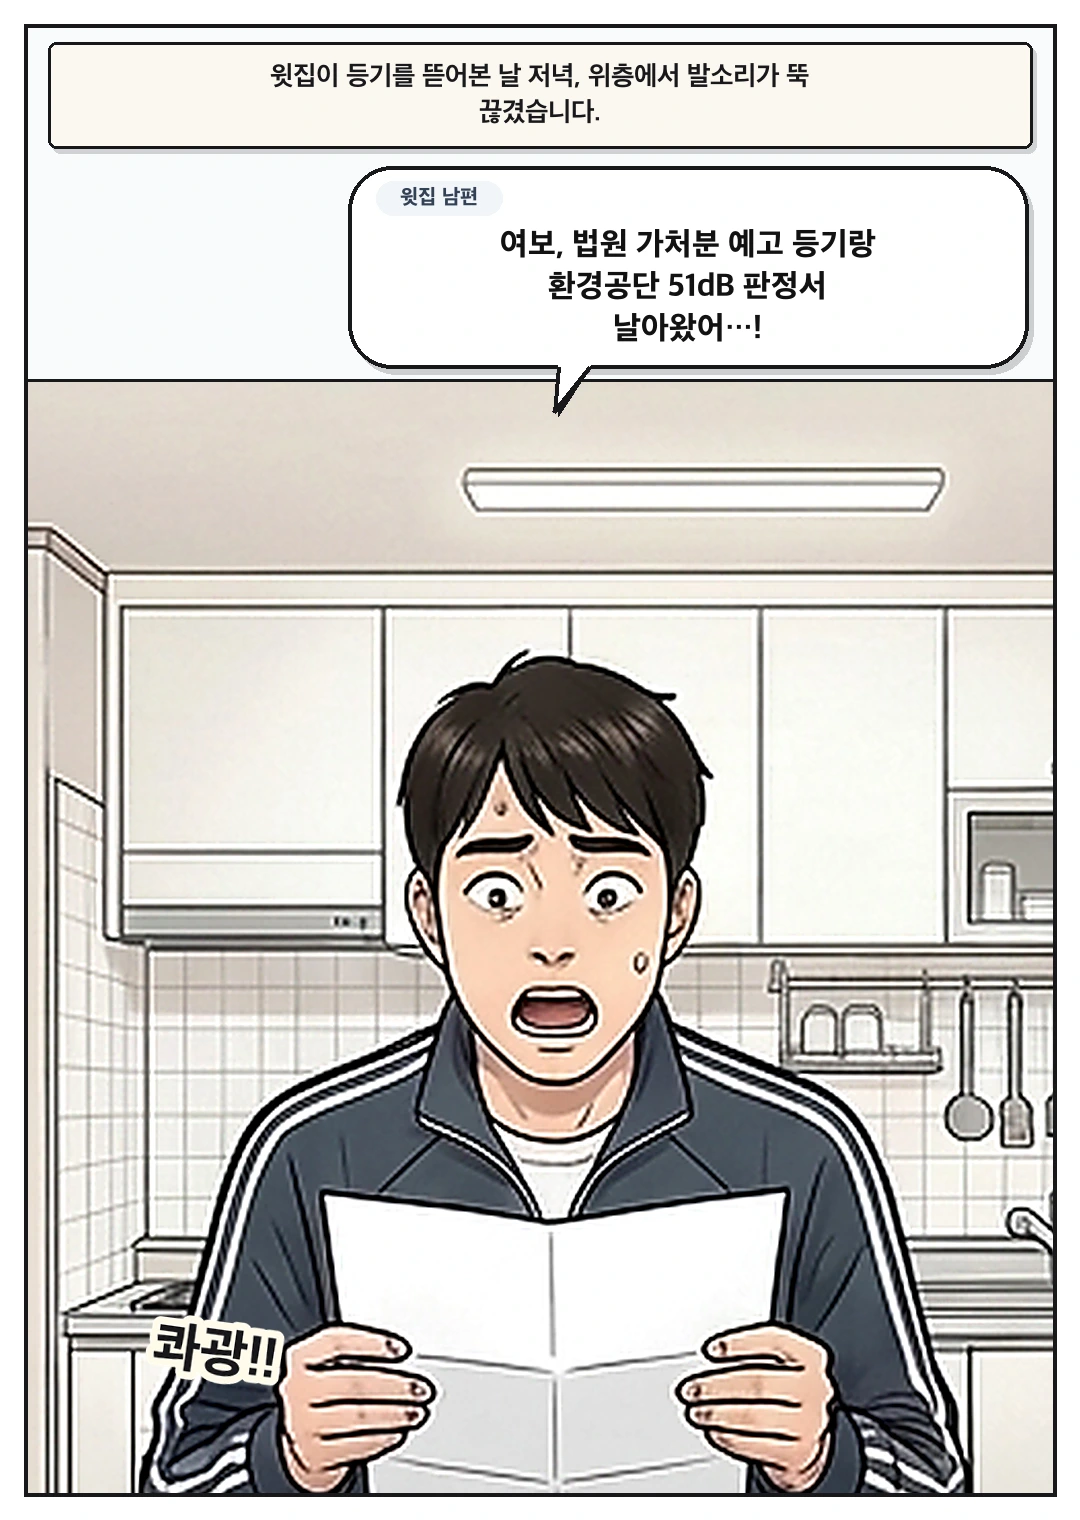 윗집이 등기를 뜯어본 날 저녁, 위층에서 발소리가 뚝
끊겼습니다.
윗집 남편
여보, 법원 가처분 예고 등기랑
환경공단 51dB 판정서
날아왔어…!
콰광!!